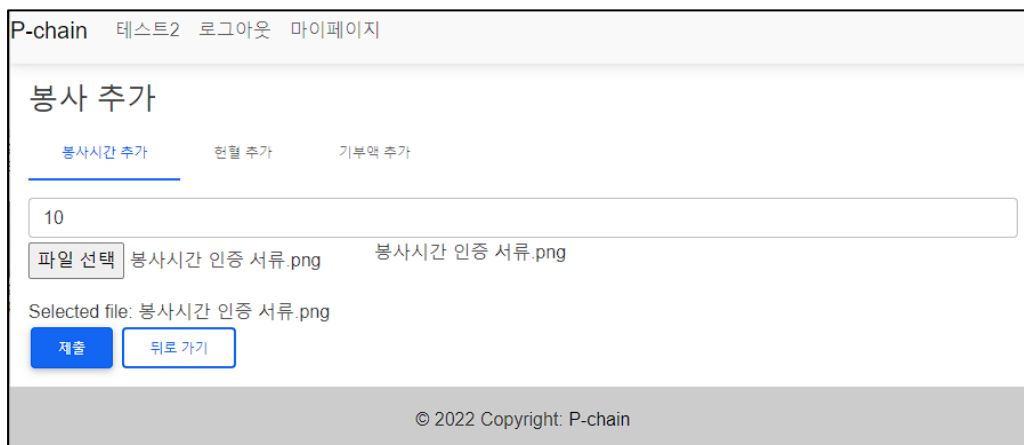 P-chain 테스트2 로그아웃 마이페이지
봉사 추가
봉사시간 추가 헌혈 추가 기부액 추가
10
파일 선택 봉사시간 인증 서류.png 봉사시간 인증 서류.png
Selected file: 봉사시간 인증 서류.png
제출 뒤로 가기
© 2022 Copyright: P-chain